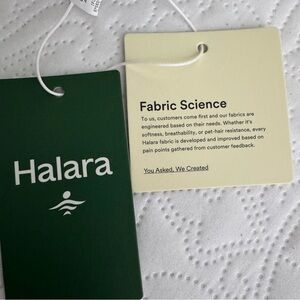 Halara
Fabric Science
To us, customers come first and our fabrics are
engineered based on their needs. Whether it's
softness, breathability, or pet-hair resistance, every
Halara fabric is developed and improved based on
pain points gathered from customer feedback.
You Asked, We Created